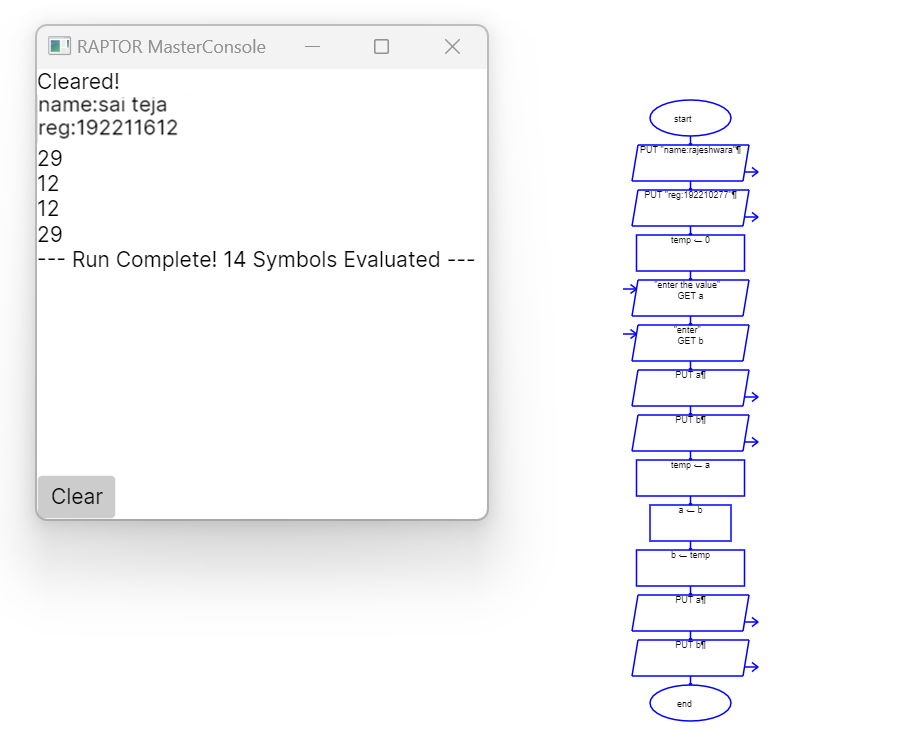 RAPTOR MasterConsole
Cleared!
name:sai teja
reg:192211612
29
12
12
29
--- Run Complete! 14 Symbols Evaluated ---
Clear
start
PUT "name:rajeshwara"¶
PUT "reg:192210277"¶
temp ← 0
"enter the value"
GET a
"enter"
GET b
PUT a¶
PUT b¶
temp ← a
a ← b
b ← temp
PUT a¶
PUT b¶
end